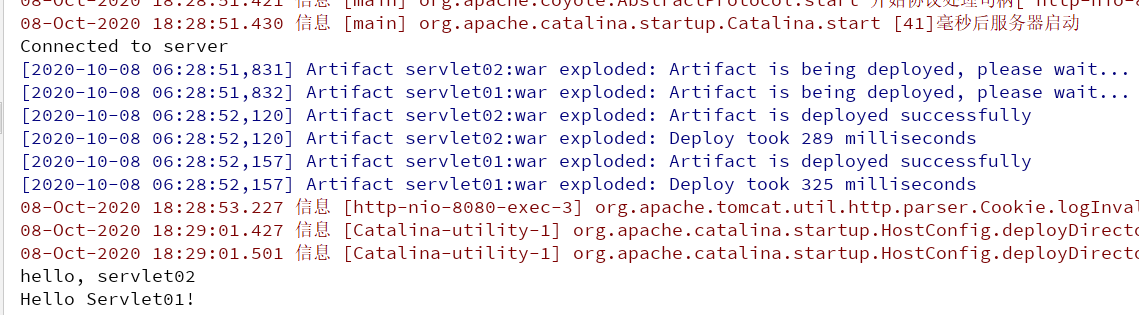 08-Oct-2020 18:28:51.421 信息 [main] org.apache.coyote.AbstractProtocol.start 开始协议处理句柄["http-nio-8
08-Oct-2020 18:28:51.430 信息 [main] org.apache.catalina.startup.Catalina.start [41]毫秒后服务器启动
Connected to server
[2020-10-08 06:28:51,831] Artifact servlet02:war exploded: Artifact is being deployed, please wait...
[2020-10-08 06:28:51,832] Artifact servlet01:war exploded: Artifact is being deployed, please wait...
[2020-10-08 06:28:52,120] Artifact servlet02:war exploded: Artifact is deployed successfully
[2020-10-08 06:28:52,120] Artifact servlet02:war exploded: Deploy took 289 milliseconds
[2020-10-08 06:28:52,157] Artifact servlet01:war exploded: Artifact is deployed successfully
[2020-10-08 06:28:52,157] Artifact servlet01:war exploded: Deploy took 325 milliseconds
08-Oct-2020 18:28:53.227 信息 [http-nio-8080-exec-3] org.apache.tomcat.util.http.parser.Cookie.logInval
08-Oct-2020 18:29:01.427 信息 [Catalina-utility-1] org.apache.catalina.startup.HostConfig.deployDirecto
08-Oct-2020 18:29:01.501 信息 [Catalina-utility-1] org.apache.catalina.startup.HostConfig.deployDirecto
hello, servlet02
Hello Servlet01!